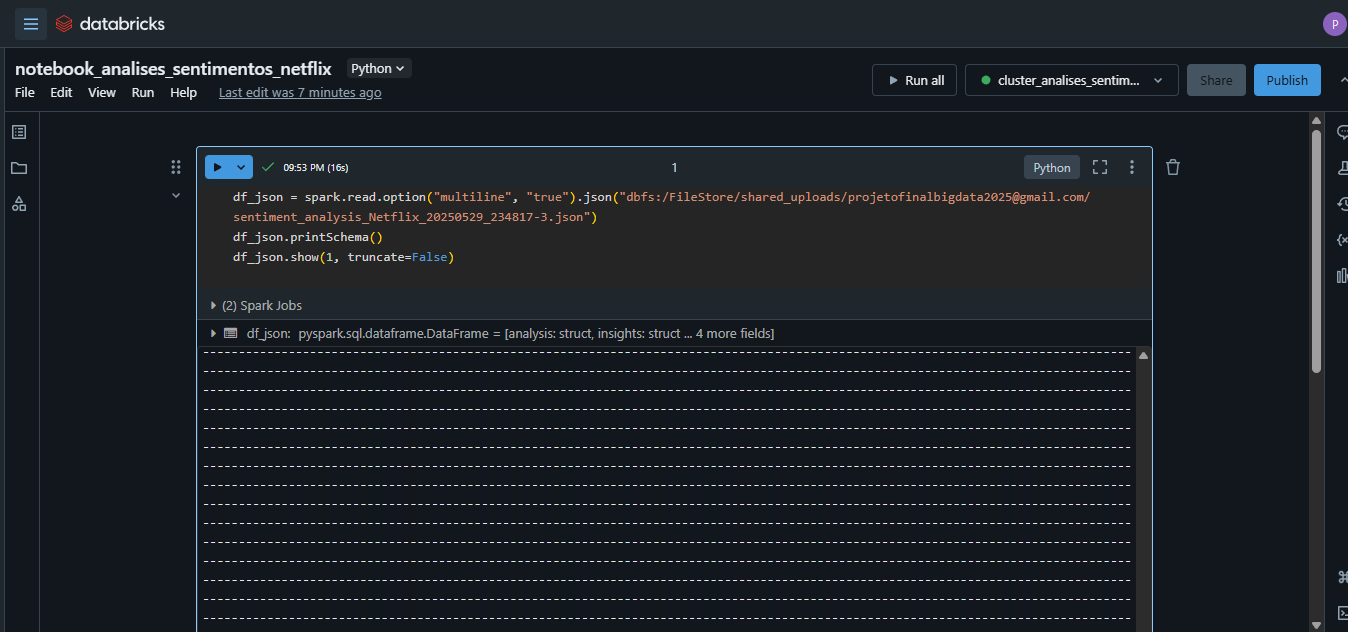 databricks
P
notebook_analises_sentimentos_netflix Python
File Edit View Run Help Last edit was 7 minutes ago
Run all cluster_analises_sentim... Share Publish
09:53 PM (16s) 1 Python
df_json = spark.read.option("multiline", "true").json("dbfs:/FileStore/shared_uploads/projetofinalbigdata2025@gmail.com/
sentiment_analysis_Netflix_20250529_234817-3.json")
df_json.printSchema()
df_json.show(1, truncate=False)
(2) Spark Jobs
df_json: pyspark.sql.dataframe.DataFrame = [analysis: struct, insights: struct ... 4 more fields]